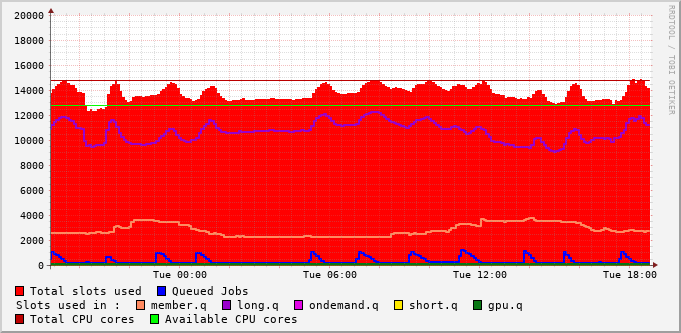 20000
18000
16000
14000
12000
10000
8000
6000
4000
2000
0
Tue 00:00 Tue 06:00 Tue 12:00 Tue 18:00
RRDTOOL / TOBI OETIKER
Total slots used Queued Jobs
Slots used in : member.q long.q ondemand.q short.q gpu.q
Total CPU cores Available CPU cores